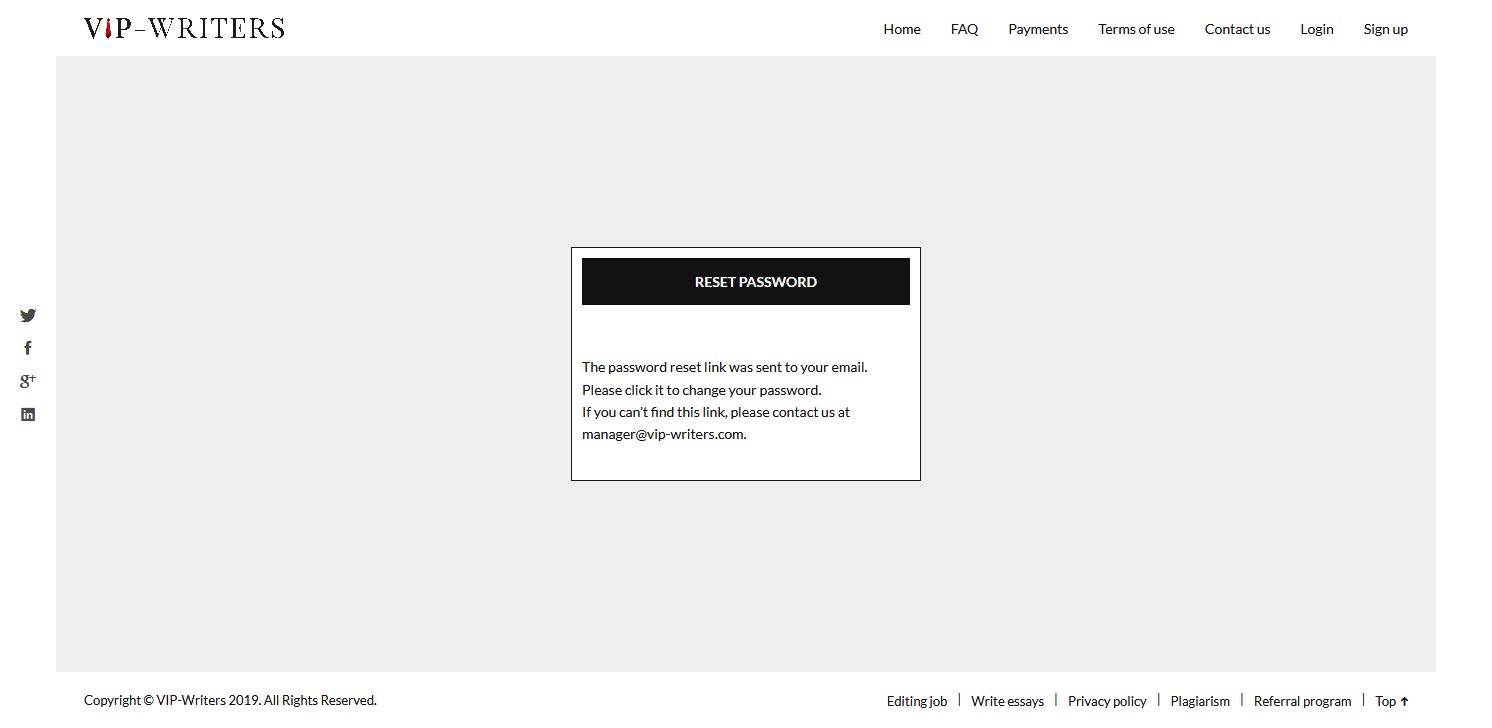 VIP-WRITERS
Home FAQ Payments Terms of use Contact us Login Sign up
RESET PASSWORD
The password reset link was sent to your email.
Please click it to change your password.
If you can't find this link, please contact us at
manager@vip-writers.com.
Copyright © VIP-Writers 2019. All Rights Reserved.
Editing job | Write essays | Privacy policy | Plagiarism | Referral program | Top